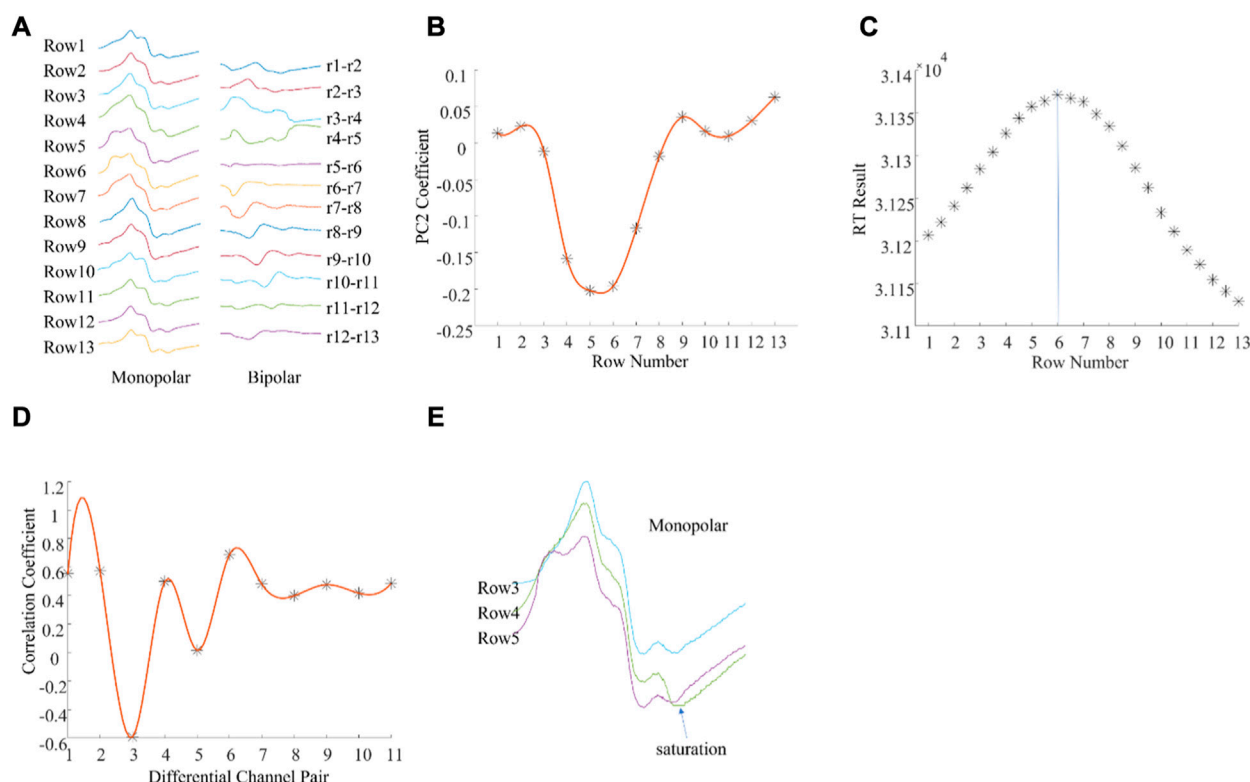 A
Row1
Row2
Row3
Row4
Row5
Row6
Row7
Row8
Row9
Row10
Row11
Row12
Row13
r1-r2
r2-r3
r3-r4
r4-r5
r5-r6
r6-r7
r7-r8
r8-r9
r9-r10
r10-r11
r11-r12
r12-r13
Monopolar Bipolar
B
PC2 Coefficient
0.1
0.05
0
-0.05
-0.1
-0.15
-0.2
-0.25
1 2 3 4 5 6 7 8 9 10 11 12 13
Row Number
C
× 10 4
RT Result
3.14
3.135
3.13
3.125
3.12
3.115
3.11
1 2 3 4 5 6 7 8 9 10 11 12 13
Row Number
D
Correlation Coefficient
1.2
1
0.8
0.6
0.4
0.2
0
-0.2
-0.4
-0.6
1 2 3 4 5 6 7 8 9 10 11
Differential Channel Pair
E
Monopolar
Row3
Row4
Row5
saturation